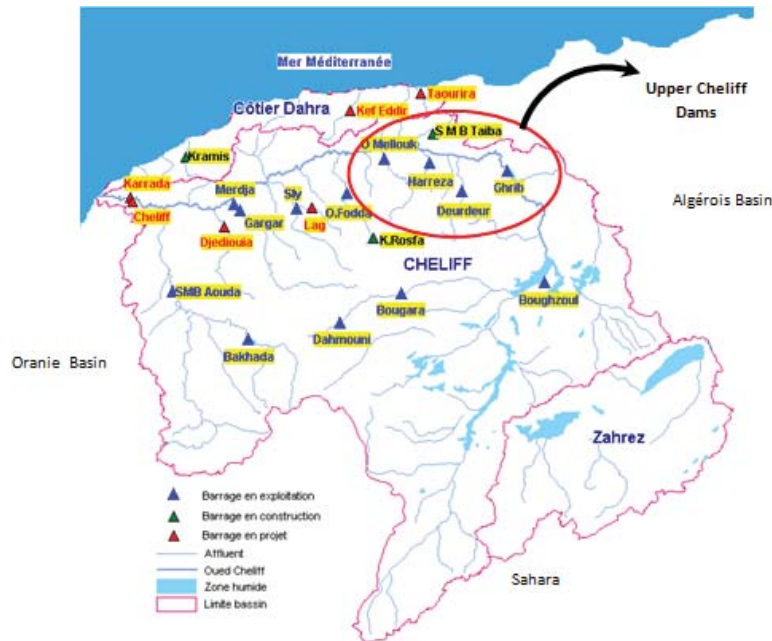 Mer Méditerranée
Taourira
Upper Cheliff
Dams
Kef Eddir
Côtier Dahra
S M B Taiba
Kramis
O Mellouk
Harreza
Ghrib
Karrada
Merdja
Sly
Deurdeur
Algérois Basin
Cheliff
Gargar
O.Fodda
Lag
Djediouia
K.Rosfa
CHELIFF
SMB Aouda
Boughzoul
Bougara
Dahmouni
Bakhada
Oranie Basin
Zahrez
Barrage en exploitation
Barrage en construction
Barrage en projet
Affluent
Oued Cheliff
Zone humide
Limite bassin
Sahara